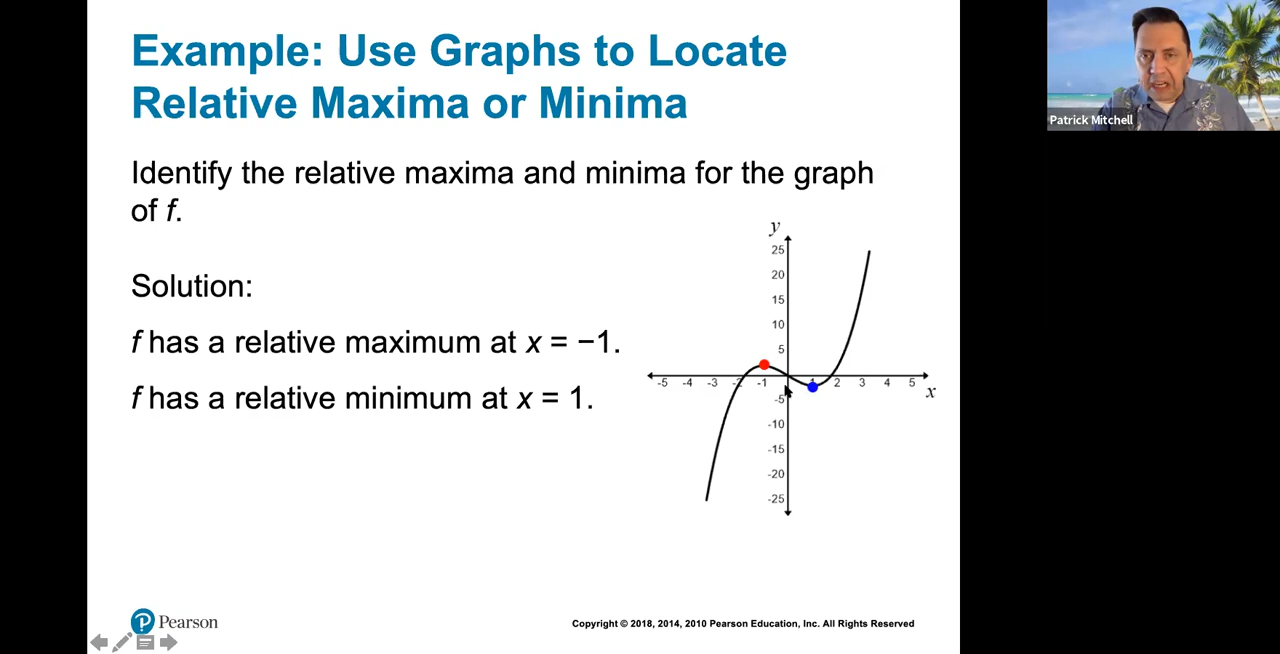 Example: Use Graphs to Locate
Relative Maxima or Minima
Patrick Mitchell
Identify the relative maxima and minima for the graph
of f.
Solution:
f has a relative maximum at x = −1.
f has a relative minimum at x = 1.
y
25
20
15
10
5
-5 -4 -3 -2 -1 1 2 3 4 5
x
-5
-10
-15
-20
-25
P Pearson
Copyright © 2018, 2014, 2010 Pearson Education, Inc. All Rights Reserved